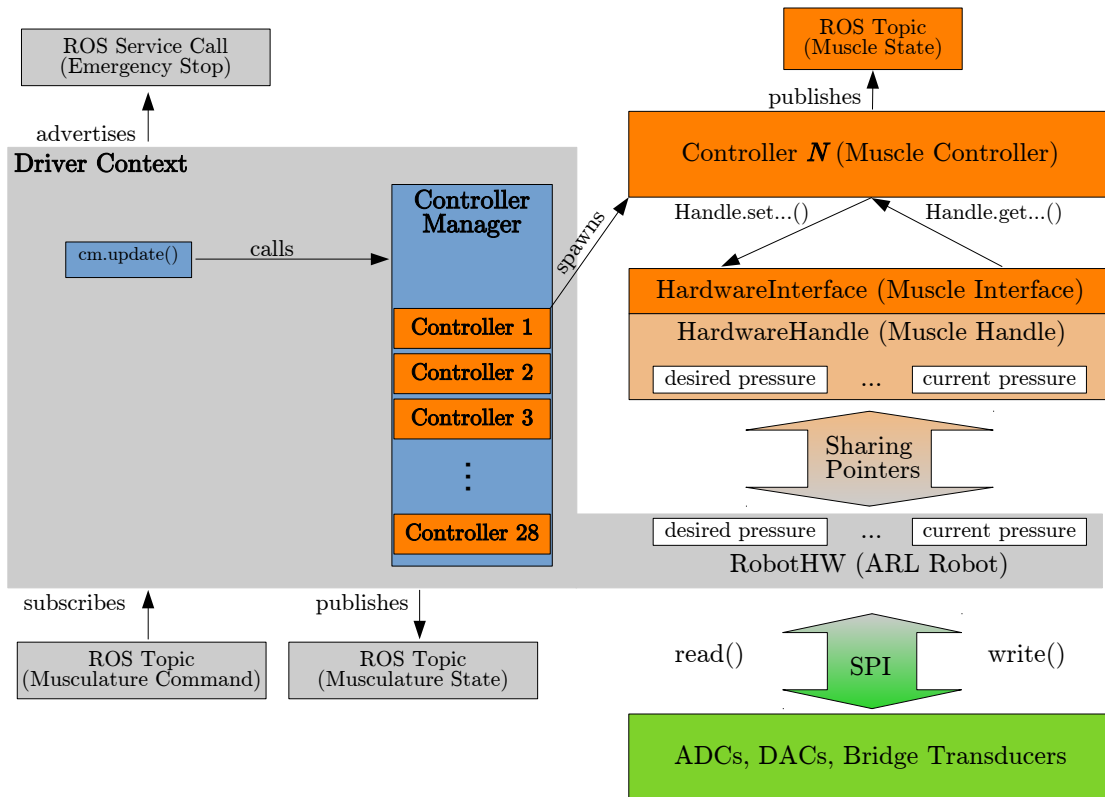 ROS Service Call
(Emergency Stop)
advertises
Driver Context
cm.update()
calls
Controller
Manager
Controller 1
Controller 2
Controller 3
⋮
Controller 28
spawns
subscribes
publishes
ROS Topic
(Musculature Command)
ROS Topic
(Musculature State)
ROS Topic
(Muscle State)
publishes
Controller N (Muscle Controller)
Handle.set...()
Handle.get...()
HardwareInterface (Muscle Interface)
HardwareHandle (Muscle Handle)
desired pressure ... current pressure
Sharing
Pointers
desired pressure ... current pressure
RobotHW (ARL Robot)
read()
SPI
write()
ADCs, DACs, Bridge Transducers